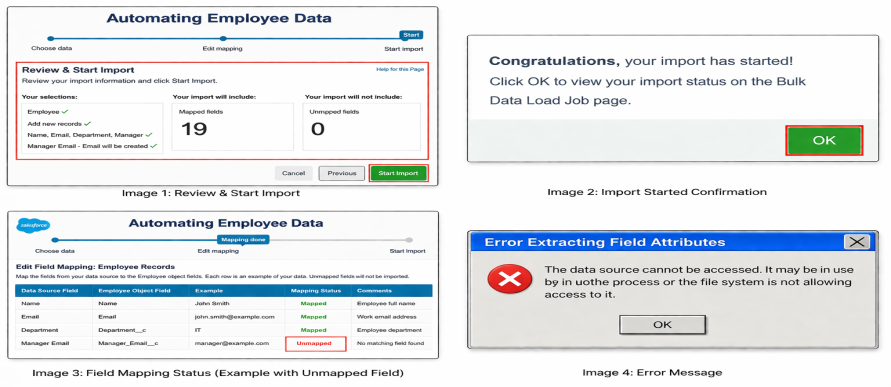 Automating Employee Data
Start
Choose data
Edit mapping
Start import
Review & Start Import
Help for this Page
Review your import information and click Start Import.
Your selections:
Your import will include:
Your import will not include:
Employee ✓
Add new records ✓
Name, Email, Department, Manager ✓
Manager Email - Email will be created ✓
Mapped fields
19
Unmpped fields
0
Cancel
Previous
Start Import
Image 1: Review & Start Import
Congratulations, your import has started!
Click OK to view your import status on the Bulk
Data Load Job page.
OK
Image 2: Import Started Confirmation
salesforce
Automating Employee Data
Mapping done
Choose data
Edit mapping
Start Import
Edit Field Mapping: Employee Records
Map the fields from your data source to the Employee object fields. Each row is an example of your data. Unmapped fields will not be imported.
Data Source Field Employee Object Field Example Mapping Status Comments
Name Name John Smith Mapped Employee full name
Email Email john.smith@example.com Mapped Work email address
Department Department__c IT Mapped Employee department
Manager Email Manager_Email__c manager@example.com Unmapped No matching field found
Image 3: Field Mapping Status (Example with Unmapped Field)
Error Extracting Field Attributes
The data source cannot be accessed. It may be in use
by in uothe process or the file system is not allowing
access to it.
OK
Image 4: Error Message